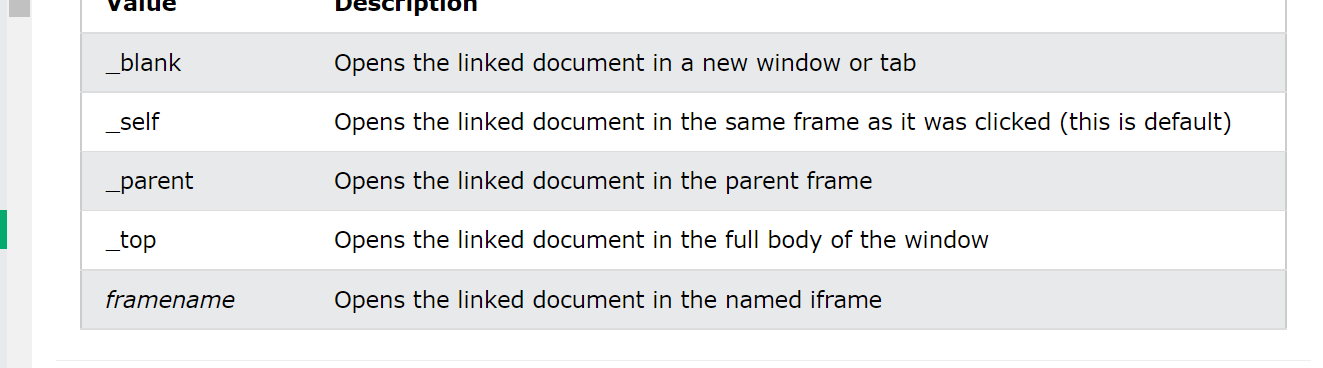 Value Description
_blank Opens the linked document in a new window or tab
_self Opens the linked document in the same frame as it was clicked (this is default)
_parent Opens the linked document in the parent frame
_top Opens the linked document in the full body of the window
framename Opens the linked document in the named iframe